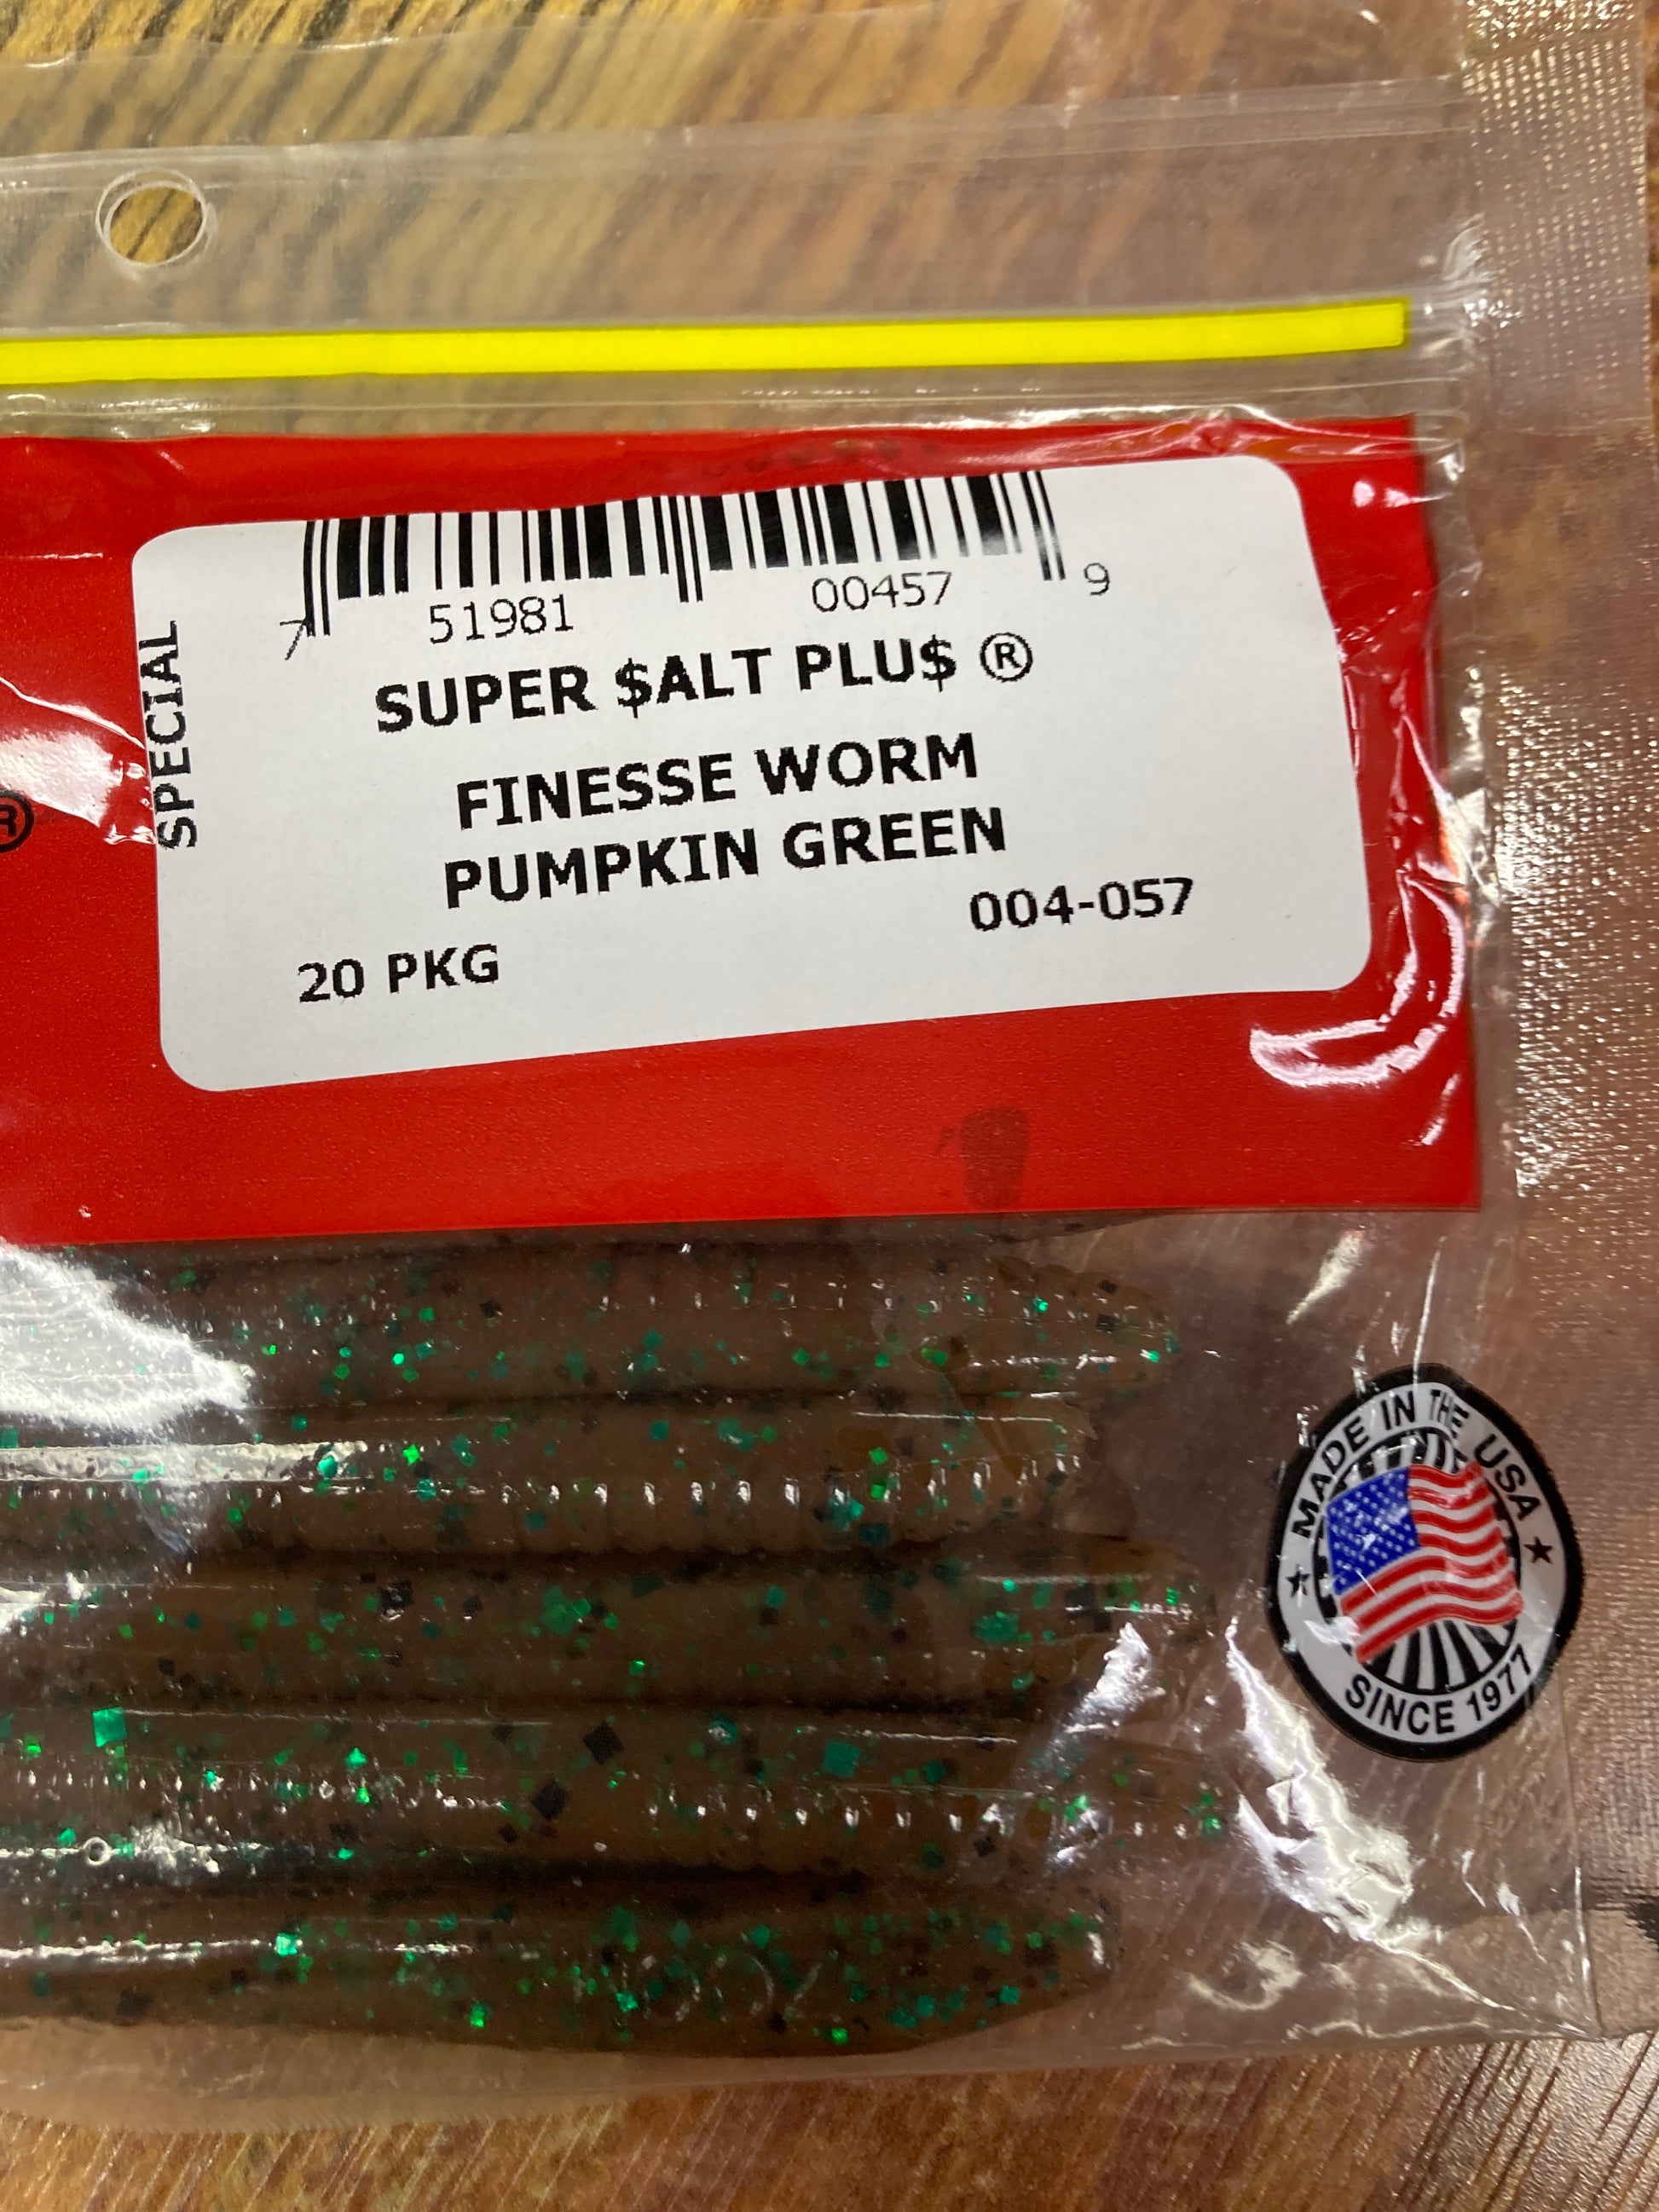 7 51981 00457 9
SUPER $ALT PLU$ ®
SPECIAL
®
FINESSE WORM
PUMPKIN GREEN
004-057
20 PKG
MADE IN THE USA
SINCE 1977